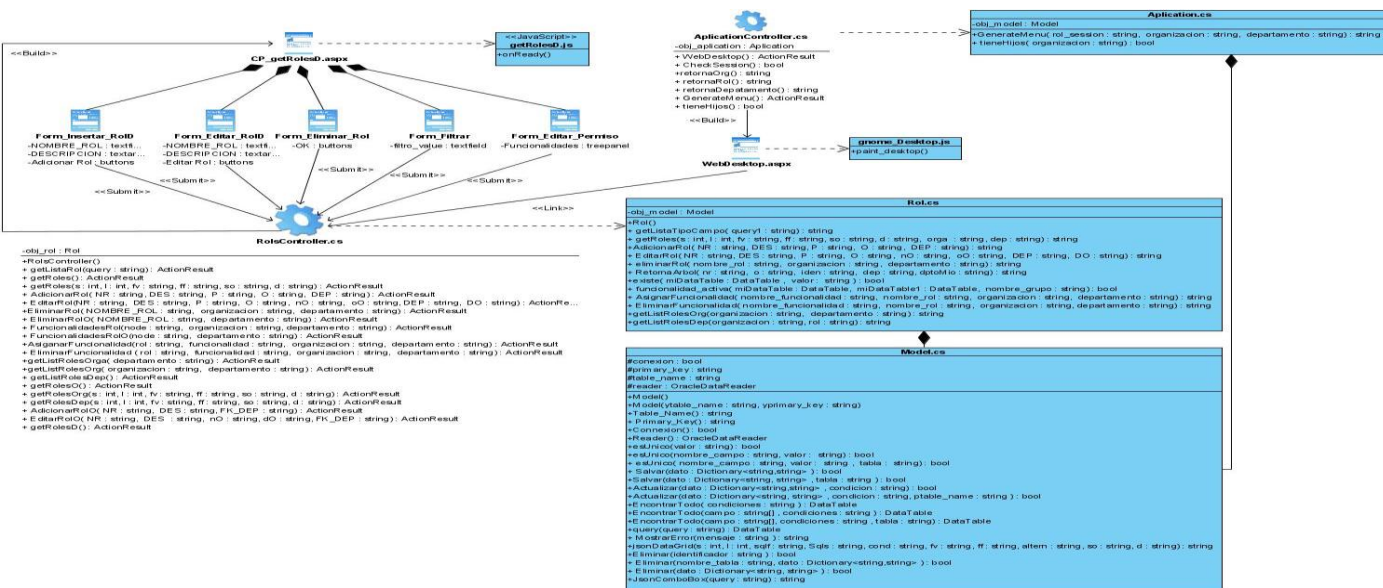 <<Build>>
CP_getRolesD.aspx
<<JavaScript>>
getRolesD.js
+onReady()
Form_Insertar_RolD
-NOMBRE_ROL : textfi...
-DESCRIPCION : textar...
-Adicionar Rol : buttons
Form_Editar_RolD
-NOMBRE_ROL : textfi...
-DESCRIPCION : textar...
-Editar Rol : buttons
Form_Eliminar_Rol
-OK : buttons
Form_Filtrar
-filtro_value : textfield
Form_Editar_Permiso
-Funcionalidades : treepanel
<<Submit>>
<<Submit>>
<<Submit>>
<<Submit>>
<<Submit>>
AplicationController.cs
-obj_aplication : Aplication
+ WebDesktop() : ActionResult
+ CheckSession() : bool
+retornaOrg() : string
+ retornaRol() : string
+ retornaDepatamento() : string
+ GenerateMenu() : ActionResult
+ tieneHijos() : bool
<<Build>>
WebDesktop.aspx
gnome_Desktop.js
+paint_desktop()
<<Link>>
Aplication.cs
-obj_model : Model
+GenerateMenu( rol_session : string, organizacion : string, departamento : string) : string
+ tieneHijos( organizacion : string) : bool
RolsController.cs
-obj_rol : Rol
+RolsController()
+ getListaRol(query : string) : ActionResult
+ getRoles() : ActionResult
+ getRoles(s : int, l : int, fv : string, ff : string, so : string, d : string) : ActionResult
+ AdicionarRol( NR : string, DES : string, P : string, O : string, DEP : string) : ActionResult
+ EditarRol(NR : string, DES : string, P : string, O : string, nO : string, oO : string, DEP : string, DO : string) : ActionRe...
+EliminarRol( NOMBRE_ROL : string, organizacion : string, departamento : string) : ActionResult
+ EliminarRolO( NOMBRE_ROL : string, departamento : string) : ActionResult
+ FuncionalidadesRol(node : string, organizacion : string, departamento : string) : ActionResult
+ FuncionalidadesRolO(node : string, departamento : string) : ActionResult
+AsiganarFuncionalidad(rol : string, funcionalidad : string, organizacion : string, departamento : string) : ActionResult
+ EliminarFuncionalidad ( rol : string, funcionalidad : string, organizacion : string, departamento : string) : ActionResult
+getListRolesOrga( departamento : string) : ActionResult
+getListRolesOrg( organizacion : string, departamento : string) : ActionResult
+ getListRolesDep() : ActionResult
+ getRolesO() : ActionResult
+ getRolesOrg(s : int, l : int, fv : string, ff : string, so : string, d : string) : ActionResult
+ getRolesDep(s : int, l : int, fv : string, ff : string, so : string, d : string) : ActionResult
+ AdicionarRolO( NR : string, DES : string, FK_DEP : string) : ActionResult
+ EditarRolO( NR : string, DES : string, nO : string, dO : string, FK_DEP : string) : ActionResult
+ getRolesD() : ActionResult
Rol.cs
-obj_model : Model
+Rol()
+ getListaTipoCampo( query1 : string) : string
+ getRoles(s : int, l : int, fv : string, ff : string, so : string, d : string, orga : string, dep : string) : string
+AdicionarRol( NR : string, DES : string, P : string, O : string, DEP : string) : string
+ EditarRol( NR : string, DES : string, P : string, O : string, nO : string, oO : string, DEP : string, DO : string) : string
+ eliminarRol( nombre_rol : string, organizacion : string, departamento : string) : string
+ RetornaArbol( nr : string, o : string, iden : string, dep : string, dptoMio : string) : string
+existe( miDataTable : DataTable , valor : string ) : bool
+ funcionalidad_activa( miDataTable : DataTable, miDataTable1 : DataTable, nombre_grupo : string) : bool
+ AsignarFuncionalidad( nombre_funcionalidad : string, nombre_rol : string, organizacion : string, departamento : string) : string
+ EliminarFuncionalidad( nombre_funcionalidad : string, nombre_rol : string, organizacion : string, departamento : string) : string
+getListRolesOrg(organizacion : string, departamento : string) : string
+getListRolesDep(organizacion : string, rol : string) : string
Model.cs
#conexion : bool
#primary_key : string
#table_name : string
#reader : OracleDataReader
+Model()
+Model(ytable_name : string, yprimary_key : string)
+Table_Name() : string
+ Primary_Key() : string
+Connexion() : bool
+Reader() : OracleDataReader
+esUnico(valor : string) : bool
+esUnico(nombre_campo : string, valor : string) : bool
+ esUnico( nombre_campo : string, valor : string , tabla : string) : bool
+ Salvar(dato : Dictionary<string,string> ) : bool
+Salvar(dato : Dictionary<string, string> , tabla : string ) : bool
+Actualizar(dato : Dictionary<string,string> , condicion : string) : bool
+Actualizar(dato : Dictionary<string, string> , condicion : string, ptable_name : string ) : bool
+EncontrarTodo( condiciones : string ) : DataTable
+EncontrarTodo(campo : string[] , condiciones : string ) : DataTable
+EncontrarTodo(campo : string[], condiciones : string , tabla : string) : DataTable
+query(query : string) : DataTable
+ MostrarError(mensaje : string ) : string
+jsonDataGrid(s : int, l : int, sqlf : string, Sqls : string, cond : string, fv : string, ff : string, altern : string, so : string, d : string) : string
+Eliminar(identificador : string ) : bool
+ Eliminar(nombre_tabla : string, dato : Dictionary<string,string> ) : bool
+ Eliminar(dato : Dictionary<string, string> ) : bool
+JsonComboBox(query : string) : string